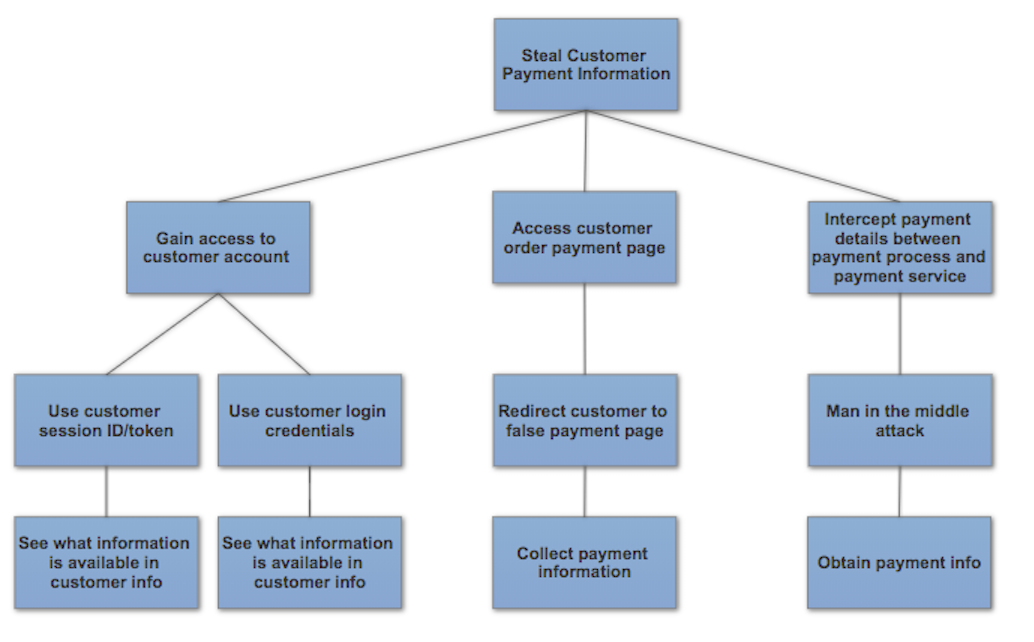 Steal Customer
Payment Information
Gain access to
customer account
Access customer
order payment page
Intercept payment
details between
payment process and
payment service
Use customer
session ID/token
Use customer login
credentials
Redirect customer to
false payment page
Man in the middle
attack
See what information
is available in
customer info
See what information
is available in
customer info
Collect payment
information
Obtain payment info